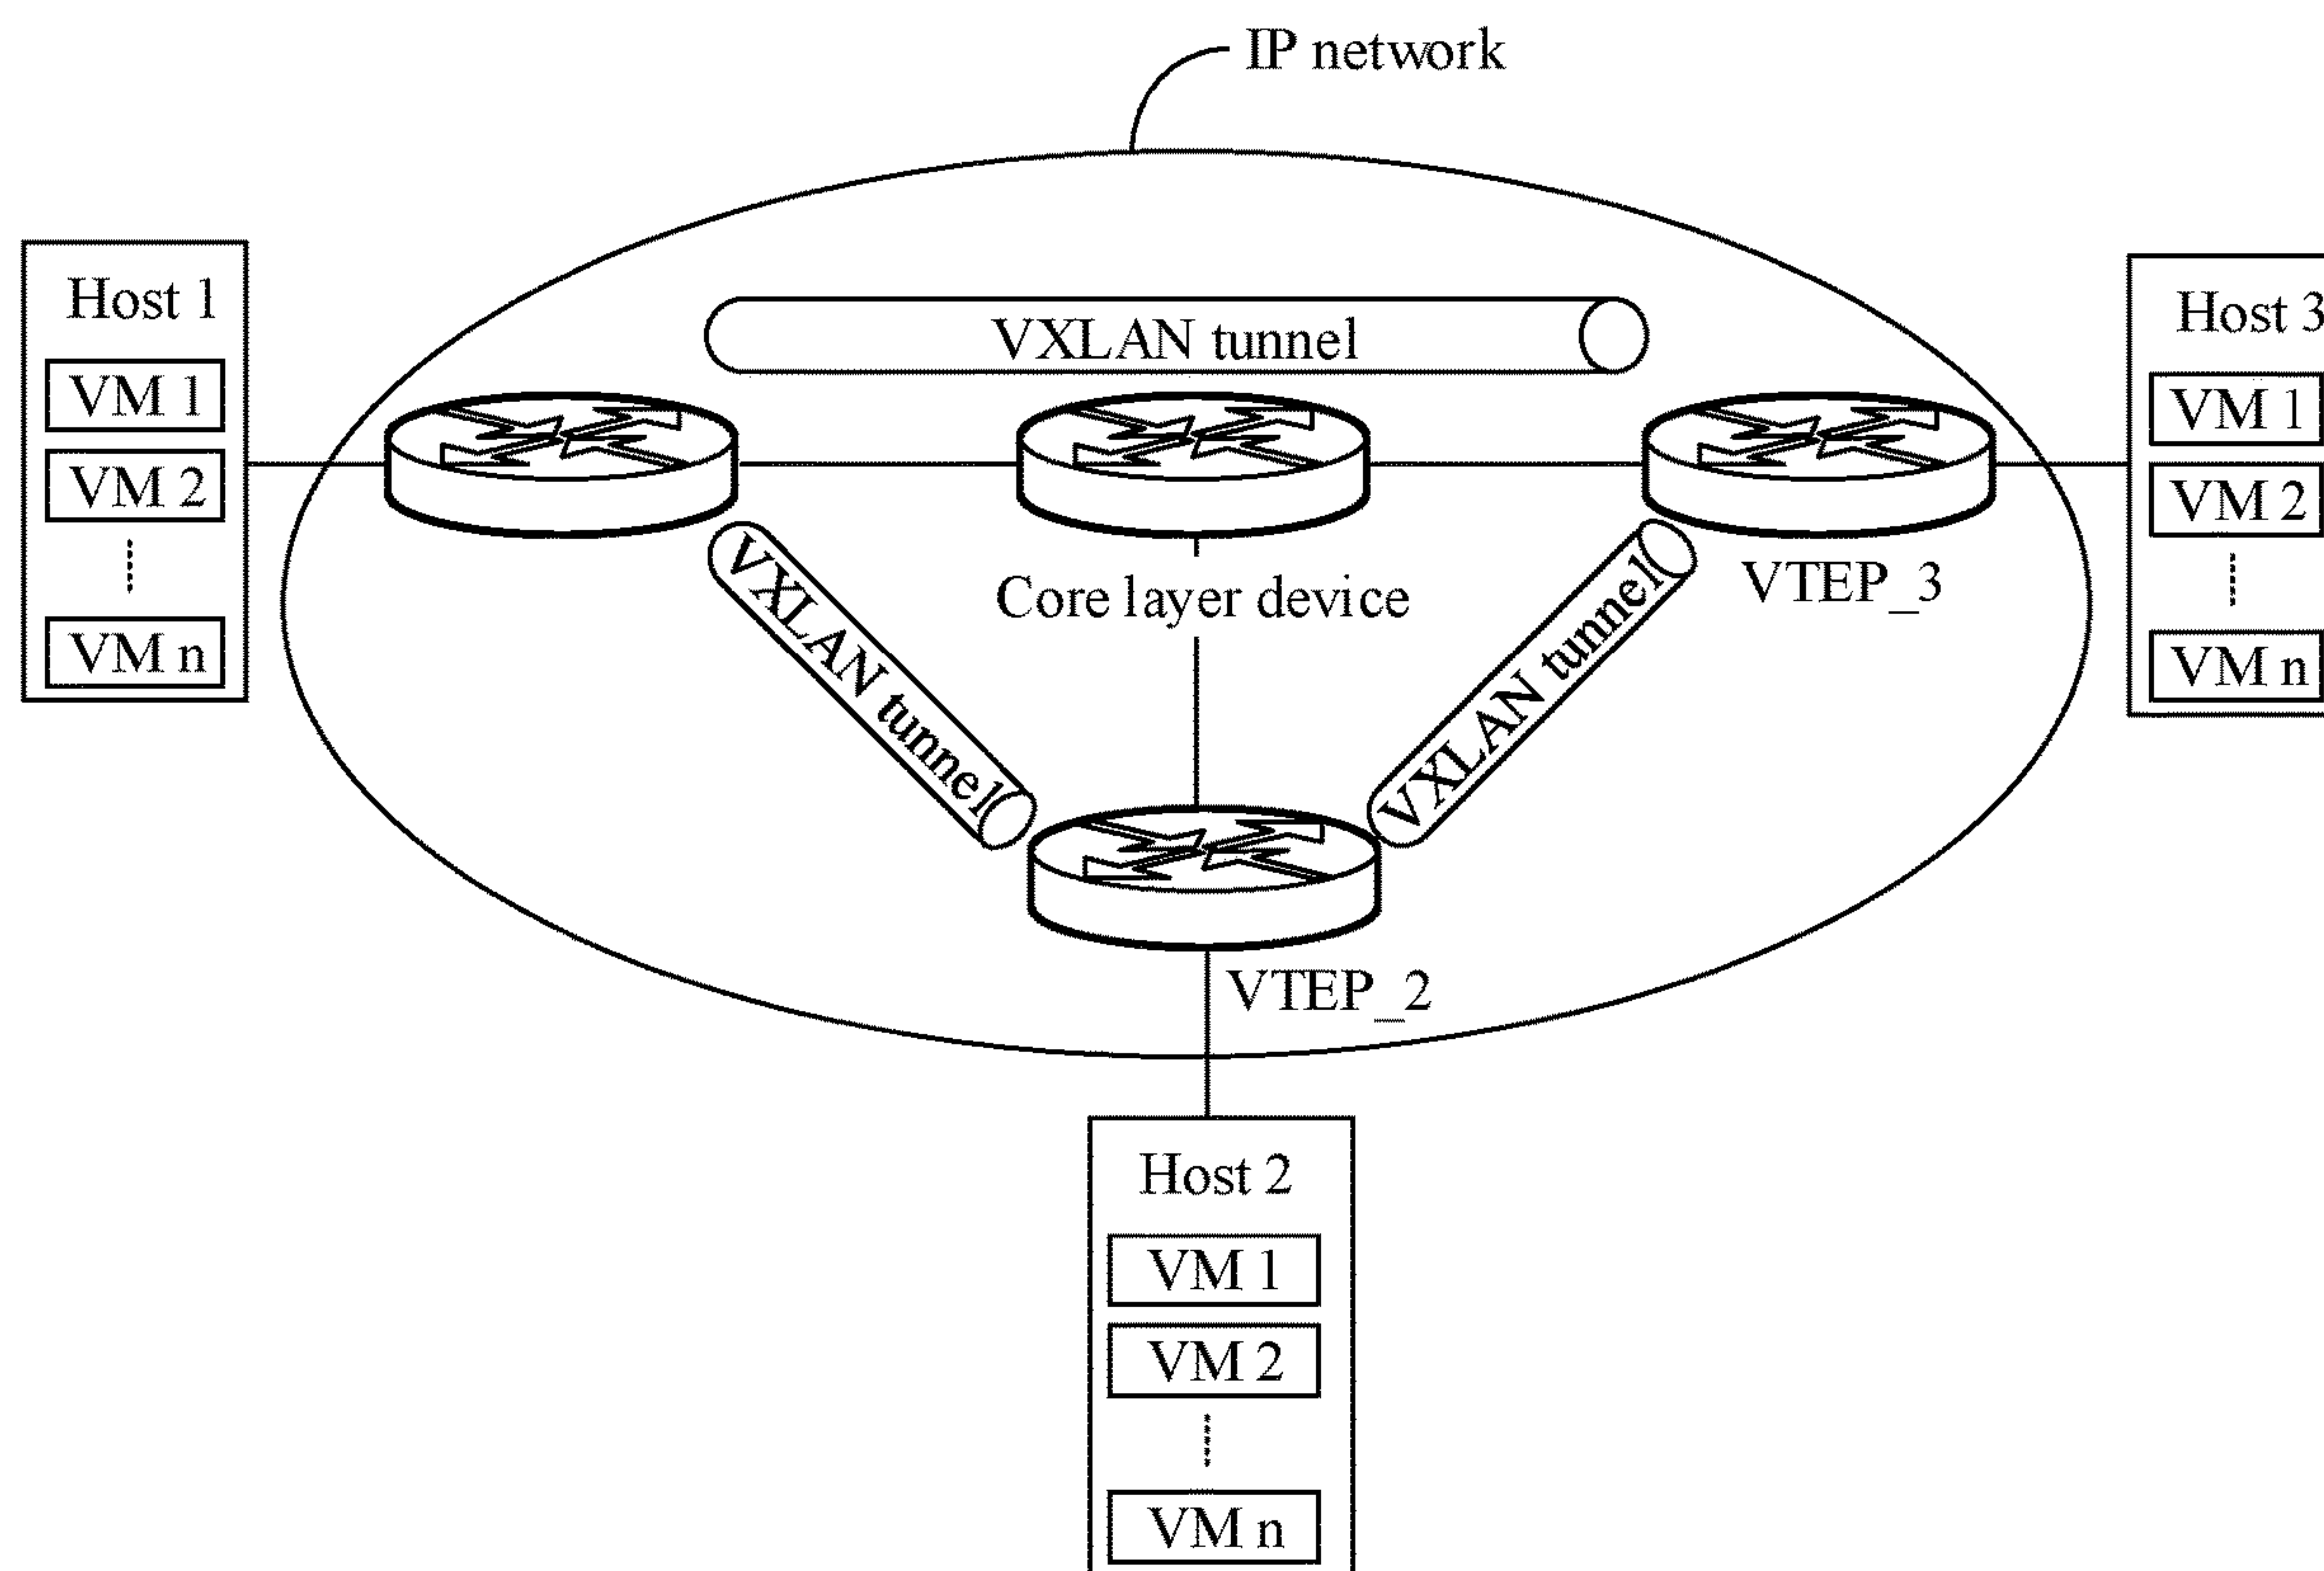 IP network
Host 1
VM 1
VM 2
VM n
VXLAN tunnel
Host 3
VM 1
VM 2
VM n
Core layer device
VTEP_3
VXLAN tunnel
VXLAN tunnel
VTEP_2
Host 2
VM 1
VM 2
VM n